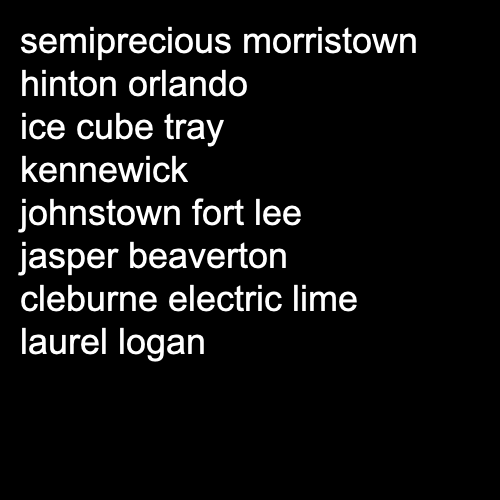 semiprecious morristown
hinton orlando
ice cube tray
kennewick
johnstown fort lee
jasper beaverton
cleburne electric lime
laurel logan